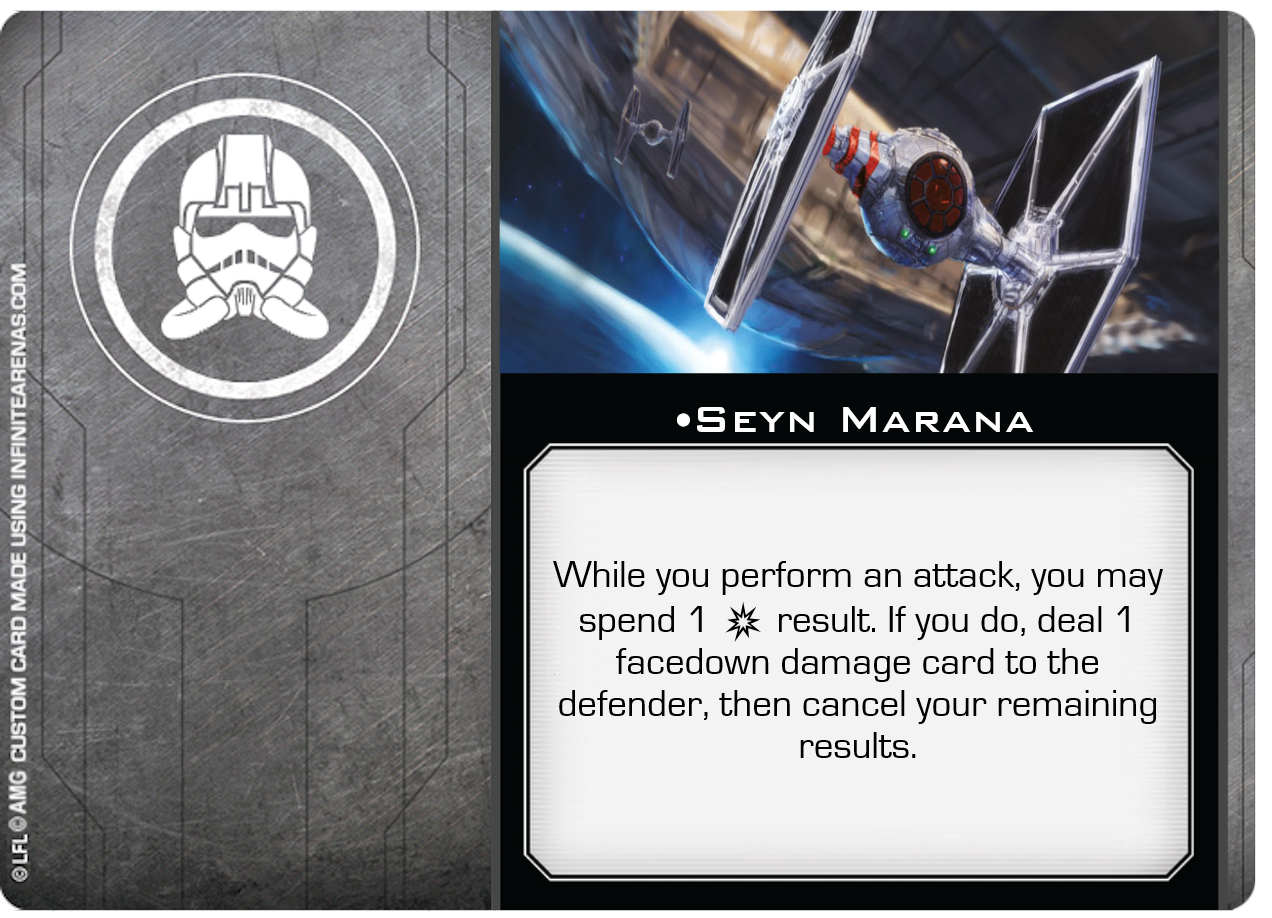 •Seyn Marana
While you perform an attack, you may
spend 1 result. If you do, deal 1
facedown damage card to the
defender, then cancel your remaining
results.
©LFL©AMG CUSTOM CARD MADE USING INFINITEARENAS.COM